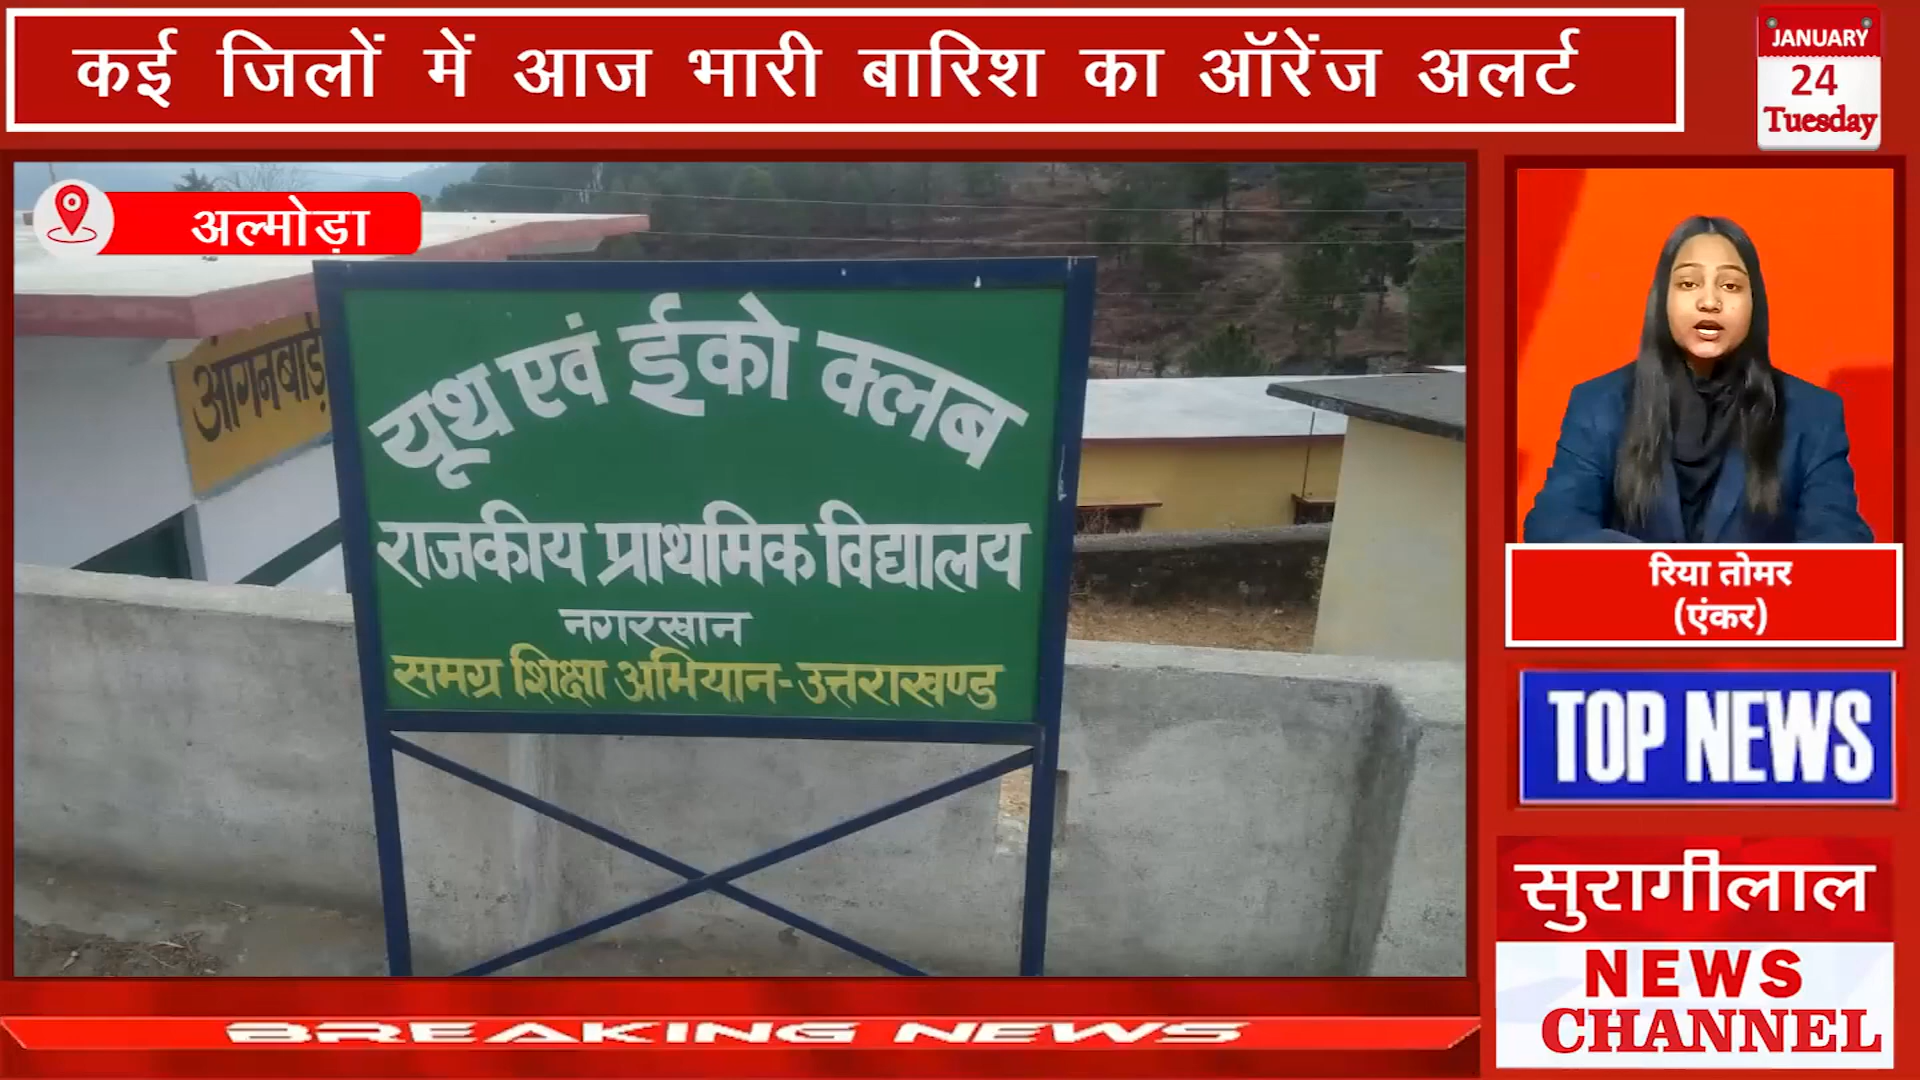 कई जिलों में आज भारी बारिश का ऑरेंज अलर्ट
JANUARY
24
Tuesday
अल्मोड़ा
आंगनबाड़े
यूथ एवं ईको क्लब
राजकीय प्राथमिक विद्यालय
नगरखान
समग्र शिक्षा अभियान-उत्तराखण्ड
रिया तोमर
(एंकर)
TOP NEWS
सुरागीलाल
NEWS
CHANNEL
BREAKING NEWS